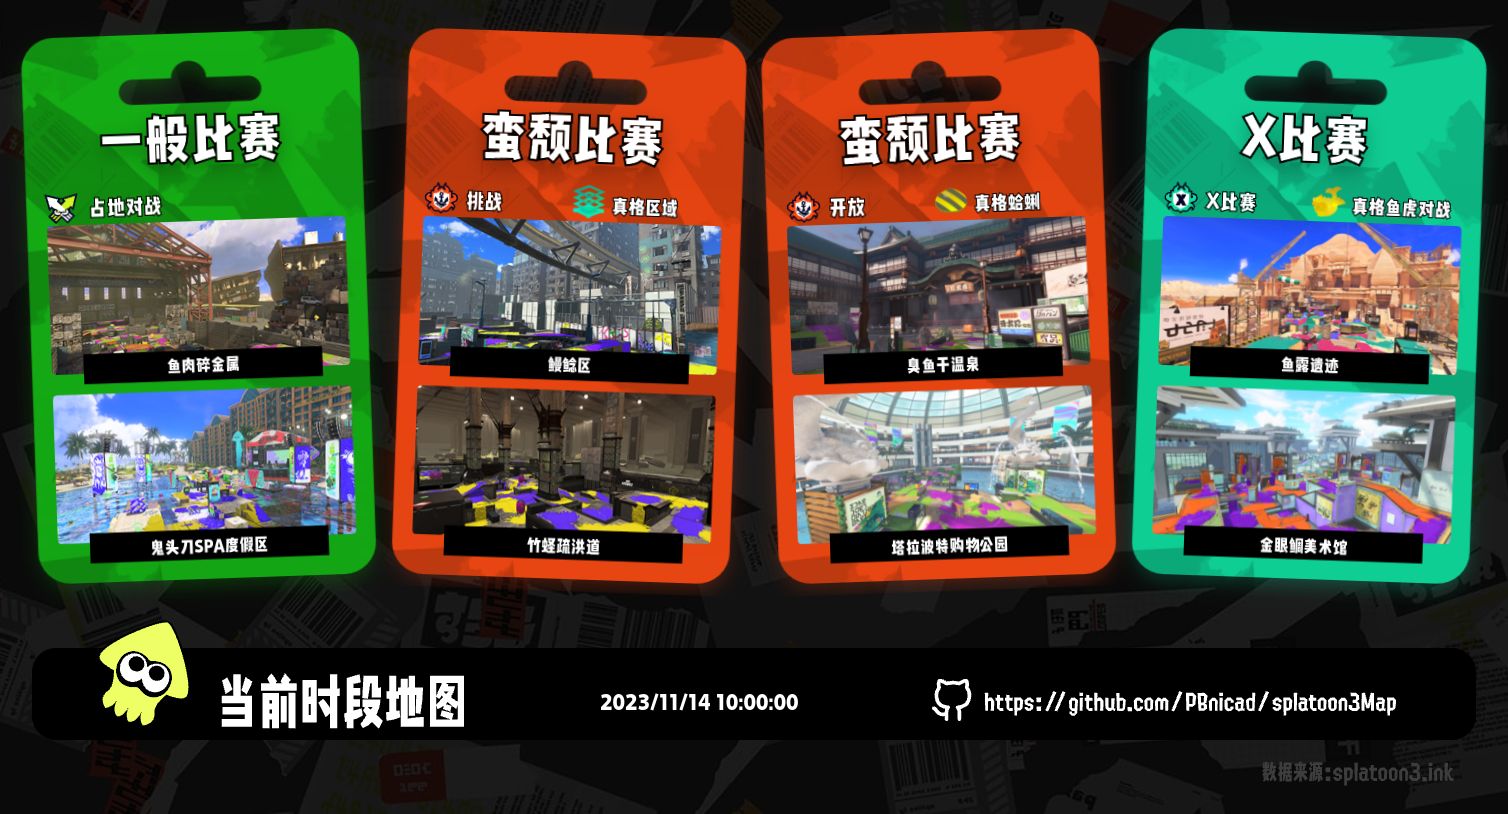 一般比赛
占地对战
鱼肉碎金属
鬼头刀SPA度假区
蛮颓比赛
挑战
真格区域
鳗鲶区
竹蛏疏洪道
蛮颓比赛
开放
真格蛤蜊
臭鱼干温泉
塔拉波特购物公园
X比赛
X比赛
真格鱼虎对战
鱼露遗迹
金眼鲷美术馆
当前时段地图
2023/11/14 10:00:00
https://github.com/PBnicad/splatoon3Map
数据来源:splatoon3.ink